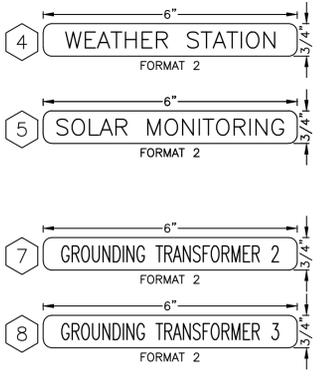 6"
4
WEATHER STATION
3/4"
FORMAT 2
6"
5
SOLAR MONITORING
3/4"
FORMAT 2
6"
7
GROUNDING TRANSFORMER 2
3/4"
FORMAT 2
6"
8
GROUNDING TRANSFORMER 3
3/4"
FORMAT 2